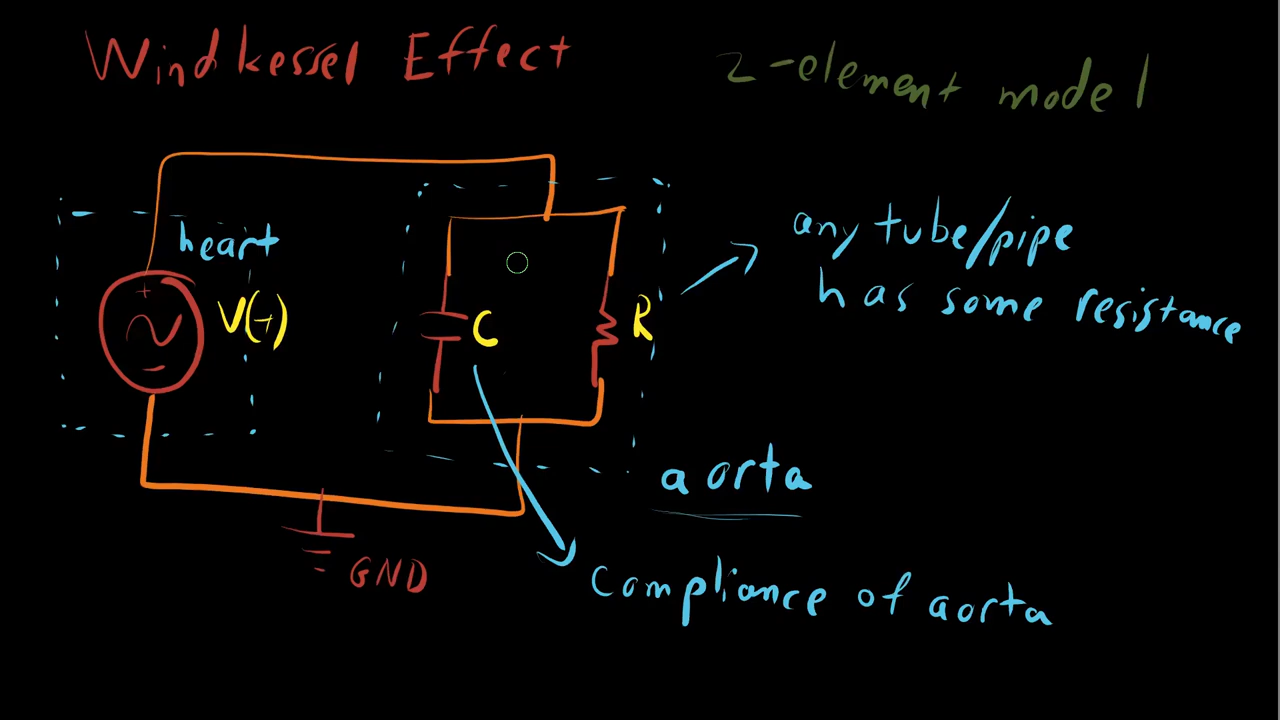 Windkessel Effect
2-element model
heart
+
V(t)
C
R
any tube/pipe
has some resistance
aorta
GND
Compliance of aorta